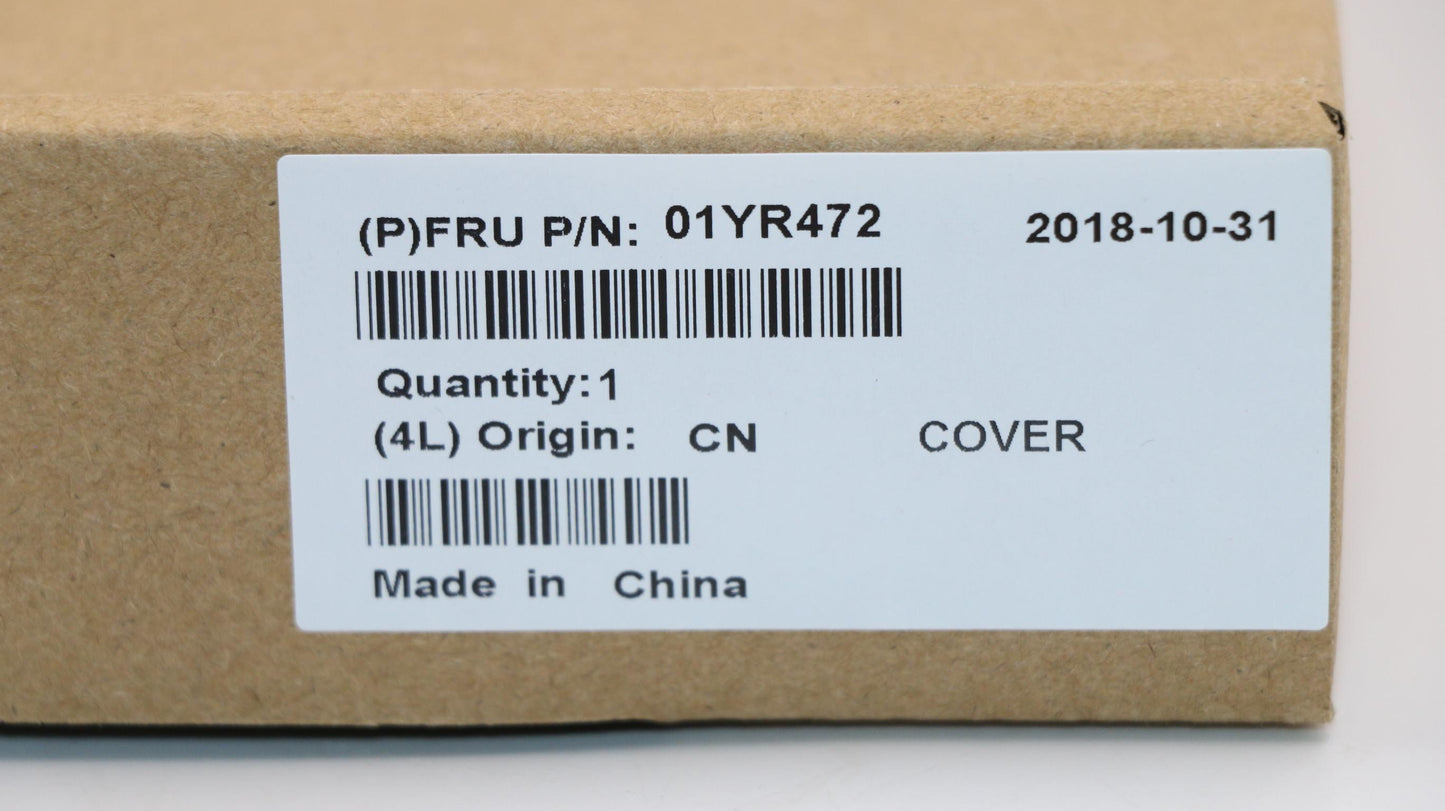 (P)FRU P/N: 01YR472 2018-10-31
Quantity: 1
(4L) Origin: CN COVER
Made in China